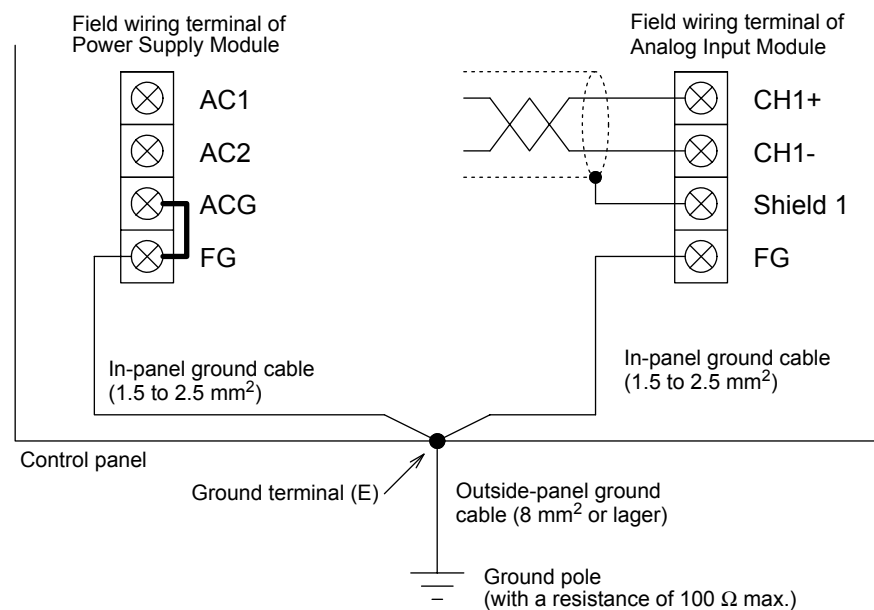 Field wiring terminal of
Power Supply Module
AC1
AC2
ACG
FG
Field wiring terminal of
Analog Input Module
CH1+
CH1-
Shield 1
FG
In-panel ground cable
(1.5 to 2.5 mm²)
In-panel ground cable
(1.5 to 2.5 mm²)
Control panel
Ground terminal (E)
Outside-panel ground
cable (8 mm² or lager)
Ground pole
(with a resistance of 100 Ω max.)